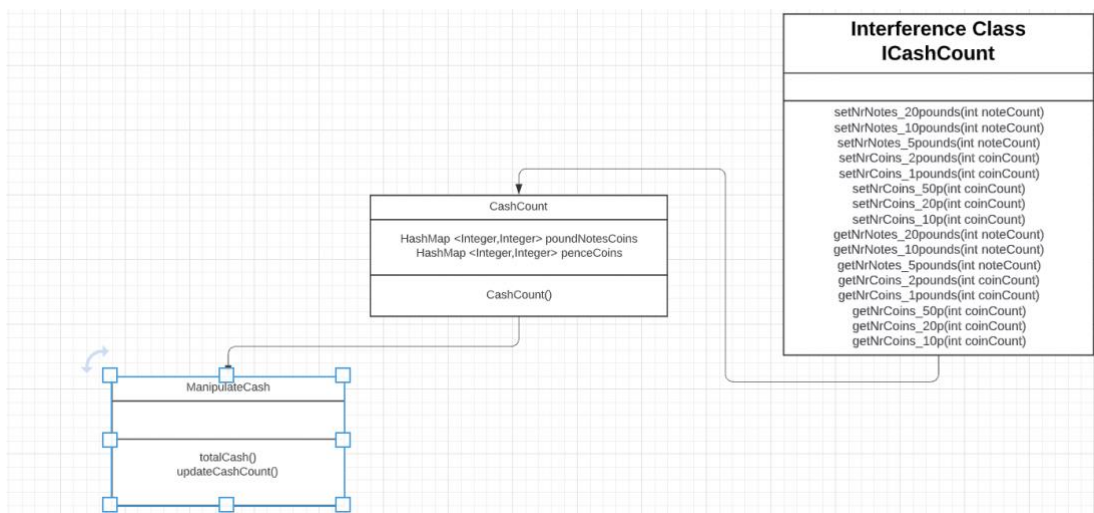 Interference Class
ICashCount
setNrNotes_20pounds(int noteCount)
setNrNotes_10pounds(int noteCount)
setNrNotes_5pounds(int noteCount)
setNrCoins_2pounds(int coinCount)
setNrCoins_1pounds(int coinCount)
setNrCoins_50p(int coinCount)
setNrCoins_20p(int coinCount)
setNrCoins_10p(int coinCount)
getNrNotes_20pounds(int noteCount)
getNrNotes_10pounds(int noteCount)
getNrNotes_5pounds(int noteCount)
getNrCoins_2pounds(int coinCount)
getNrCoins_1pounds(int coinCount)
getNrCoins_50p(int coinCount)
getNrCoins_20p(int coinCount)
getNrCoins_10p(int coinCount)
CashCount
HashMap <Integer,Integer> poundNotesCoins
HashMap <Integer,Integer> penceCoins
CashCount()
ManipulateCash
totalCash()
updateCashCount()